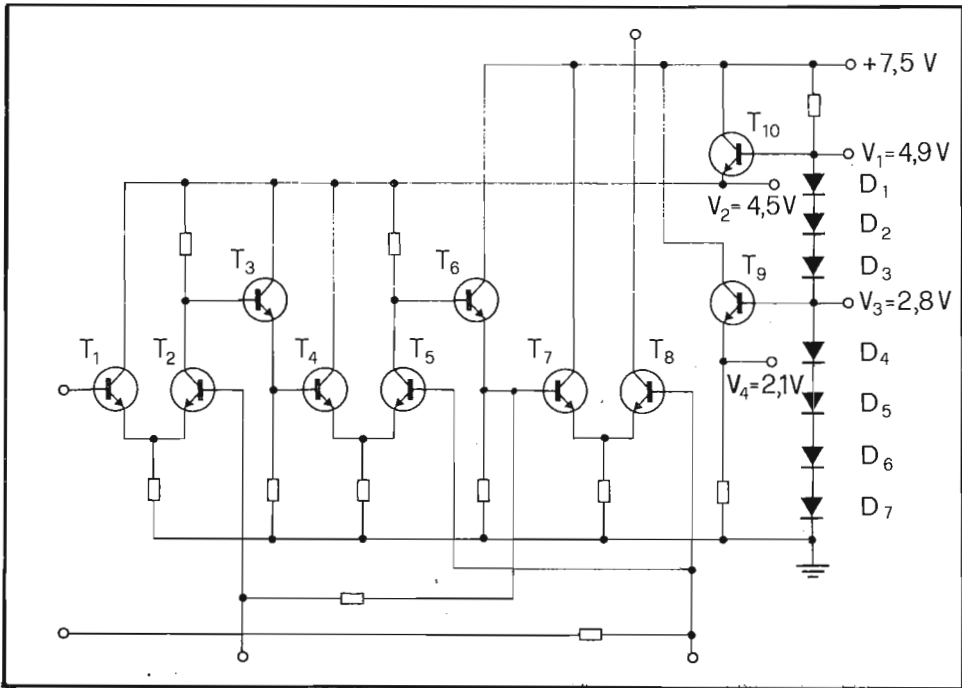 +7,5 V
T10
V1=4,9 V
D1
V2=4,5V
D2
T3
T6
T9
D3
V3=2,8V
T1
T2
T4
T5
T7
T8
D4
V4=2,1V
D5
D6
D7